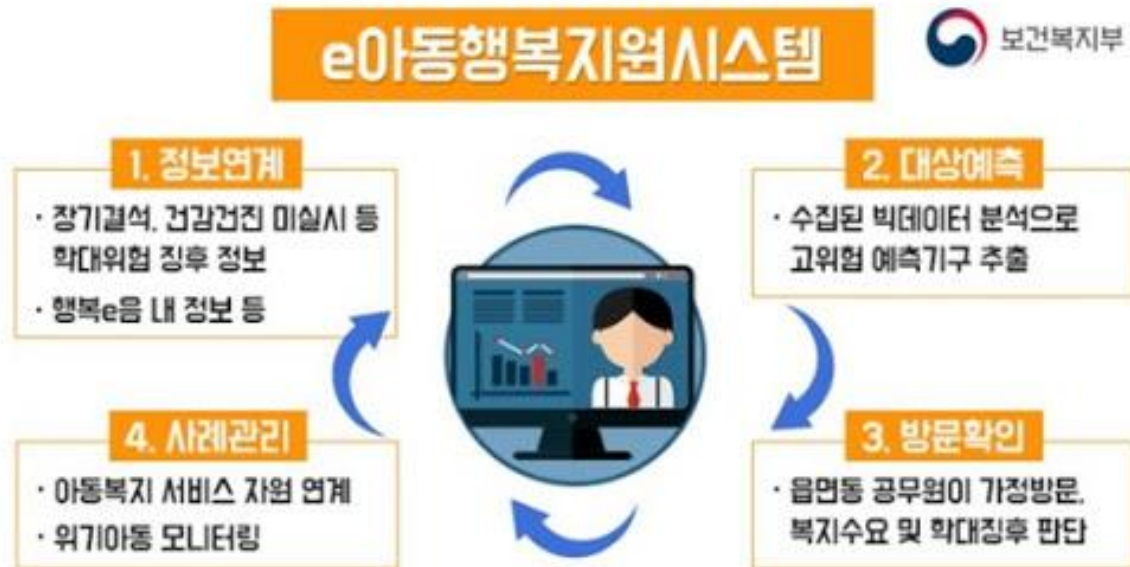 e아동행복지원시스템
보건복지부
1. 정보연계
· 장기결석, 건감건진 미실시 등
학대위험 징후 정보
· 행복e음 내 정보 등
2. 대상예측
· 수집된 빅데이터 분석으로
고위험 예측기구 추출
3. 방문확인
· 읍면동 공무원이 가정방문,
복지수요 및 학대징후 판단
4. 사례관리
· 아동복지 서비스 자원 연계
· 위기아동 모니터링